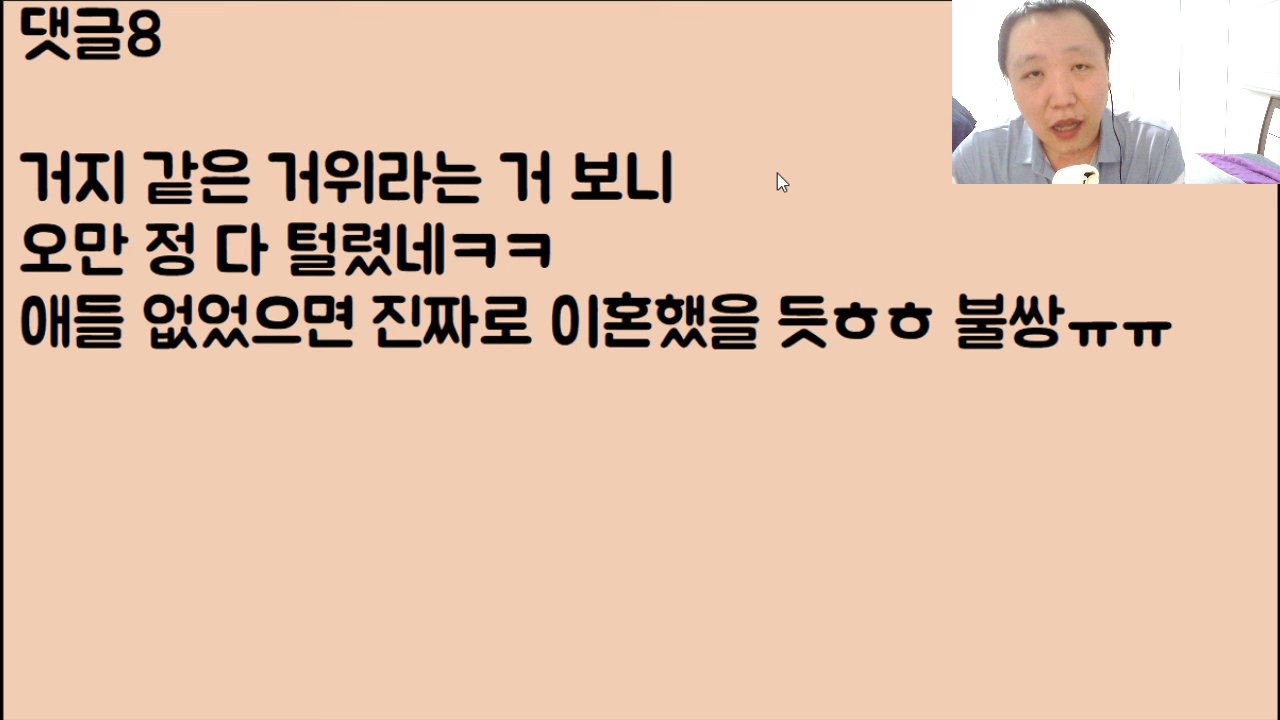 댓글8
거지 같은 거위라는 거 보니
오만 정 다 털렸네ㅋㅋ
애들 없었으면 진짜로 이혼했을 듯ㅎㅎ 불쌍ㅠㅠ